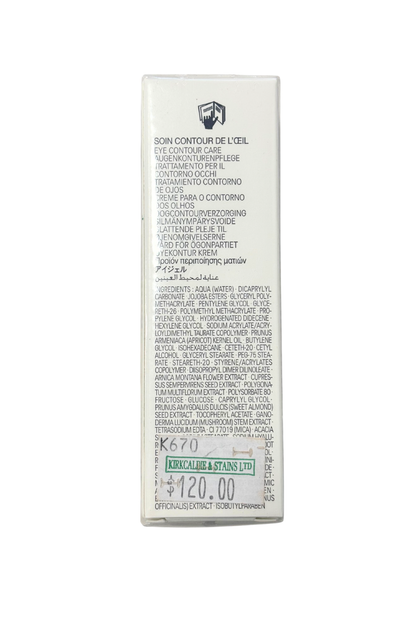 SOIN CONTOUR DE L'ŒIL
EYE CONTOUR CARE
AUGENKONTURENPFLEGE
TRATTAMENTO PER IL
CONTORNO OCCHI
TRATAMIENTO CONTORNO
DE OJOS
CREME PARA O CONTORNO
DOS OLHOS
OOGCONTOURVERZORGING
SILMÄNYMPÄRYSVOIDE
GLATTENDE PLEJE TIL
ØJENOMGIVELSERNE
VÅRD FÖR ÖGONPARTIET
ØYEKONTUR KREM
Προϊόν περιποίησης ματιών
アイジェル
عناية لمحيط العينين
INGREDIENTS : AQUA (WATER) · DICAPRYLYL
CARBONATE · JOJOBA ESTERS · GLYCERYL POLY-
METHACRYLATE · PENTYLENE GLYCOL · GLYCE-
RETH-26 · POLYMETHYL METHACRYLATE · PRO-
PYLENE GLYCOL · HYDROGENATED DIDECENE ·
HEXYLENE GLYCOL · SODIUM ACRYLATE/ACRY-
LOYLDIMETHYL TAURATE COPOLYMER · PRUNUS
ARMENIACA (APRICOT) KERNEL OIL · BUTYLENE
GLYCOL · ISOHEXADECANE · CETETH-20 · CETYL
ALCOHOL · GLYCERYL STEARATE · PEG-75 STEA-
RATE · STEARETH-20 · STYRENE/ACRYLATES
COPOLYMER · DIISOPROPYL DIMER DILINOLEATE ·
ARNICA MONTANA FLOWER EXTRACT · CUPRES-
SUS SEMPERVIRENS SEED EXTRACT · POLYGONA-
TUM MULTIFLORUM EXTRACT · POLYSORBATE 80 ·
FRUCTOSE · GLUCOSE · CAPRYLYL GLYCOL ·
PRUNUS AMYGDALUS DULCIS (SWEET ALMOND)
SEED EXTRACT · TOCOPHERYL ACETATE · GANO-
DERMA LUCIDUM (MUSHROOM) STEM EXTRACT ·
TETRASODIUM EDTA · CI 77019 (MICA) · ACACIA
K670
KIRKCALDIE & STAINS LTD
$120.00
OFFICINALIS) EXTRACT · ISOBUTYLPARABEN